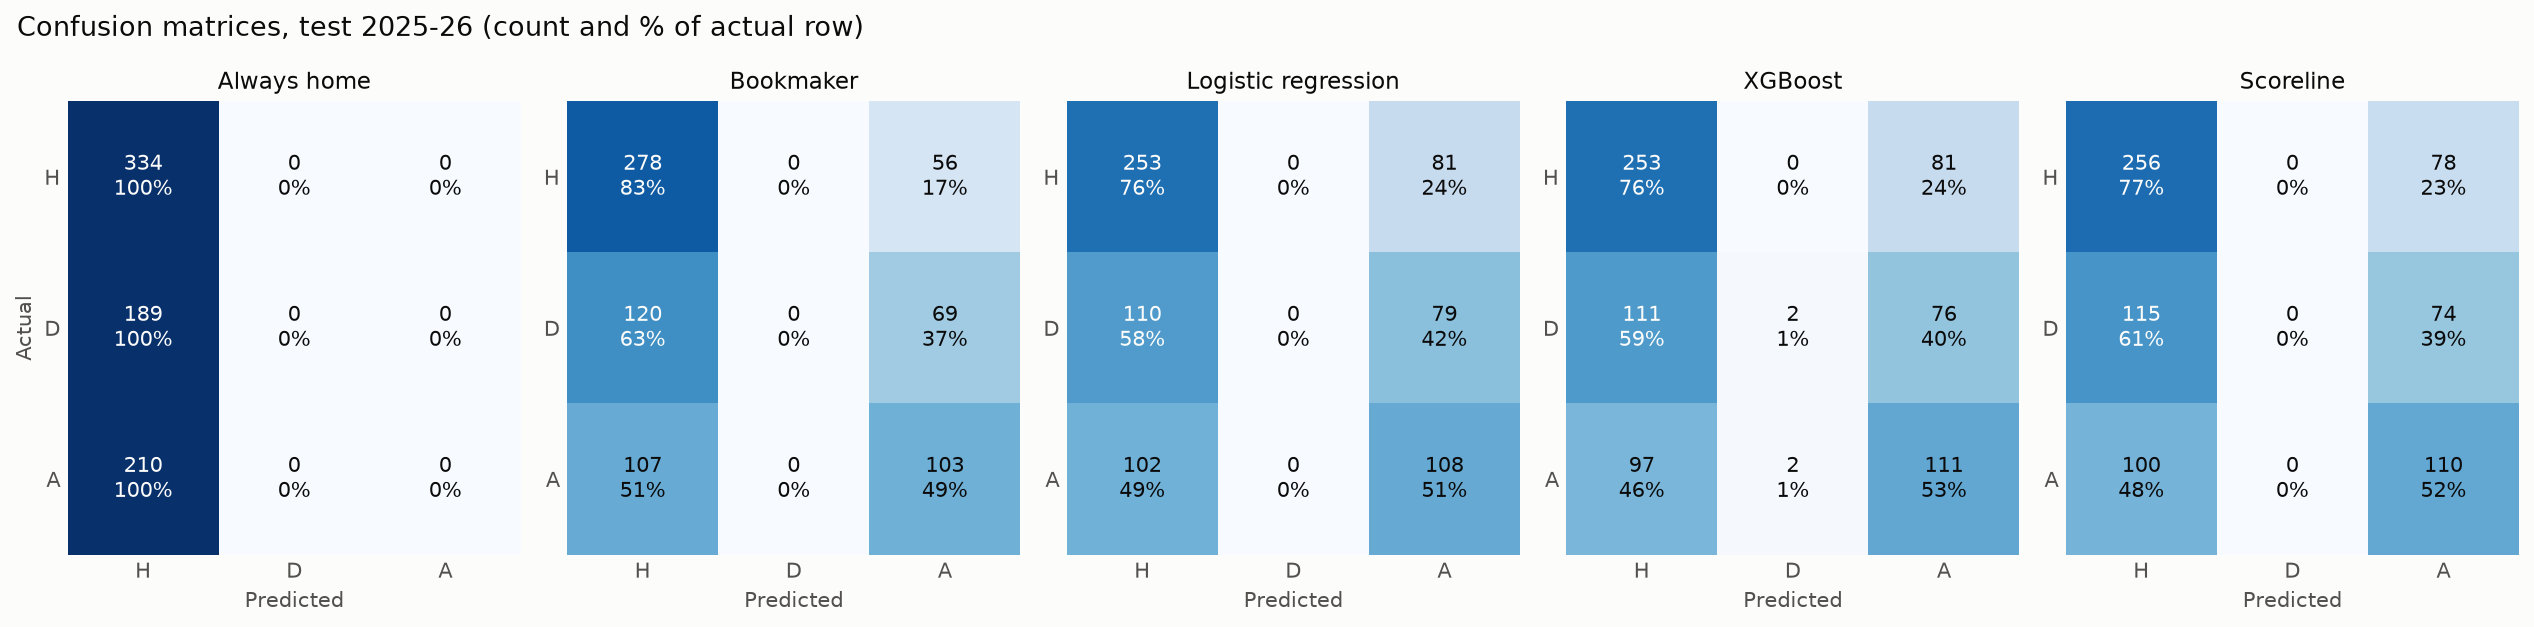 Confusion matrices, test 2025-26 (count and % of actual row)
Always home
Actual
H
334
100%
0
0%
0
0%
D
189
100%
0
0%
0
0%
A
210
100%
0
0%
0
0%
H D A
Predicted
Bookmaker
H
278
83%
0
0%
56
17%
D
120
63%
0
0%
69
37%
A
107
51%
0
0%
103
49%
H D A
Predicted
Logistic regression
H
253
76%
0
0%
81
24%
D
110
58%
0
0%
79
42%
A
102
49%
0
0%
108
51%
H D A
Predicted
XGBoost
H
253
76%
0
0%
81
24%
D
111
59%
2
1%
76
40%
A
97
46%
2
1%
111
53%
H D A
Predicted
Scoreline
H
256
77%
0
0%
78
23%
D
115
61%
0
0%
74
39%
A
100
48%
0
0%
110
52%
H D A
Predicted